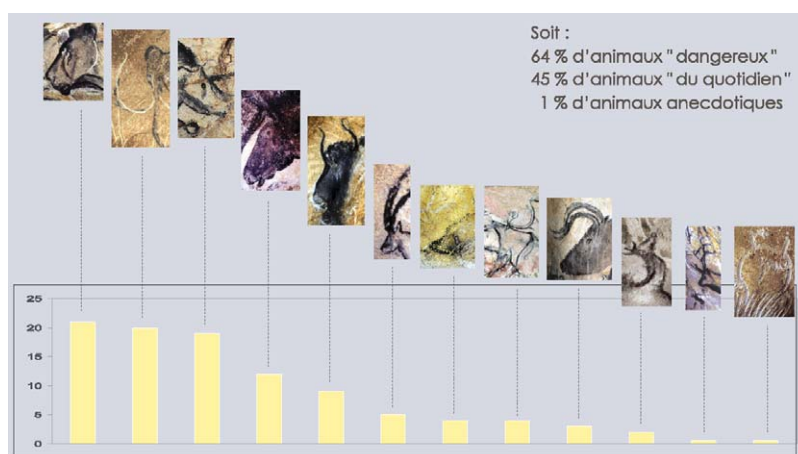 Soit :
64 % d'animaux " dangereux "
45 % d'animaux " du quotidien "
1 % d'animaux anecdotiques
25
20
15
10
5
0